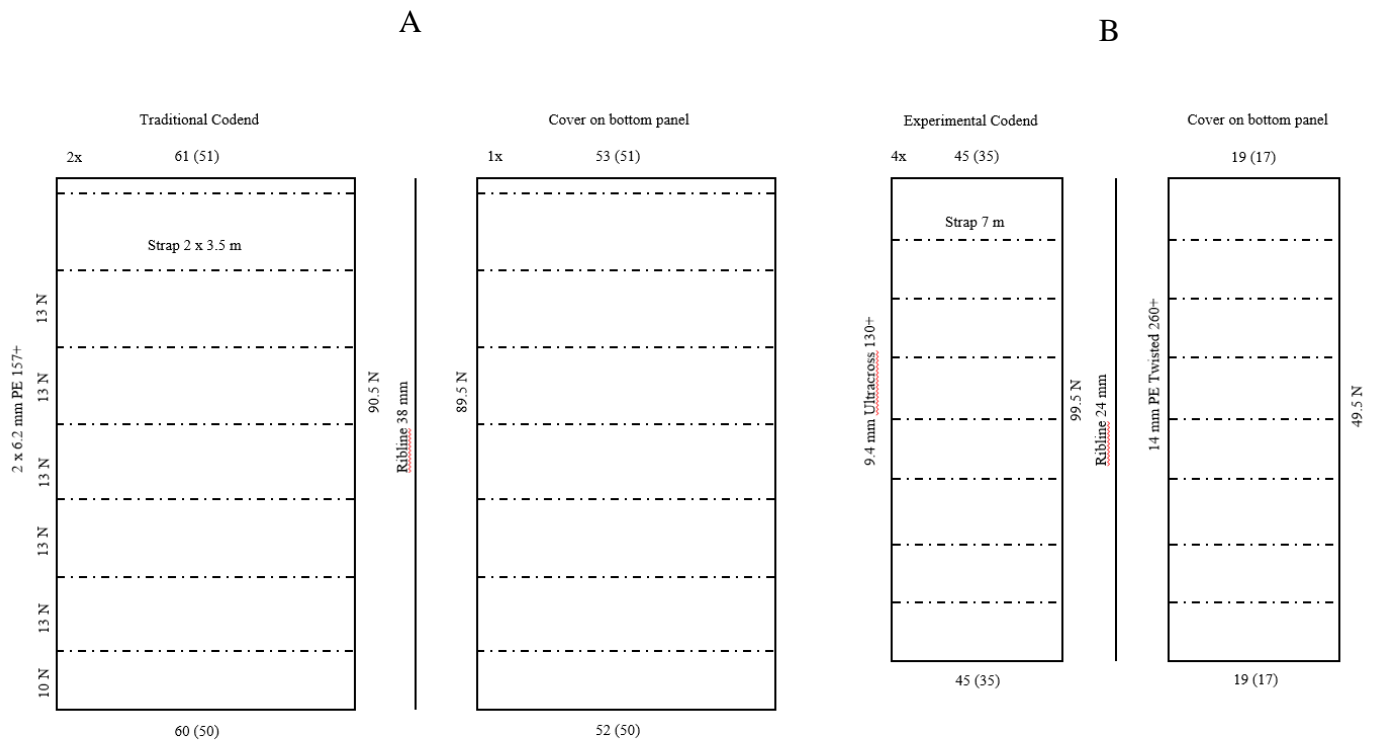 A
B
Traditional Codend
Cover on bottom panel
Experimental Codend
Cover on bottom panel
2x
61 (51)
1x
53 (51)
4x
45 (35)
19 (17)
Strap 2 x 3.5 m
Strap 7 m
2 x 6.2 mm PE 157+
13 N
13 N
13 N
13 N
13 N
10 N
90.5 N
Ribline 38 mm
89.5 N
9.4 mm Ultracross 130+
99.5 N
Ribline 24 mm
14 mm PE Twisted 260+
49.5 N
45 (35)
19 (17)
60 (50)
52 (50)